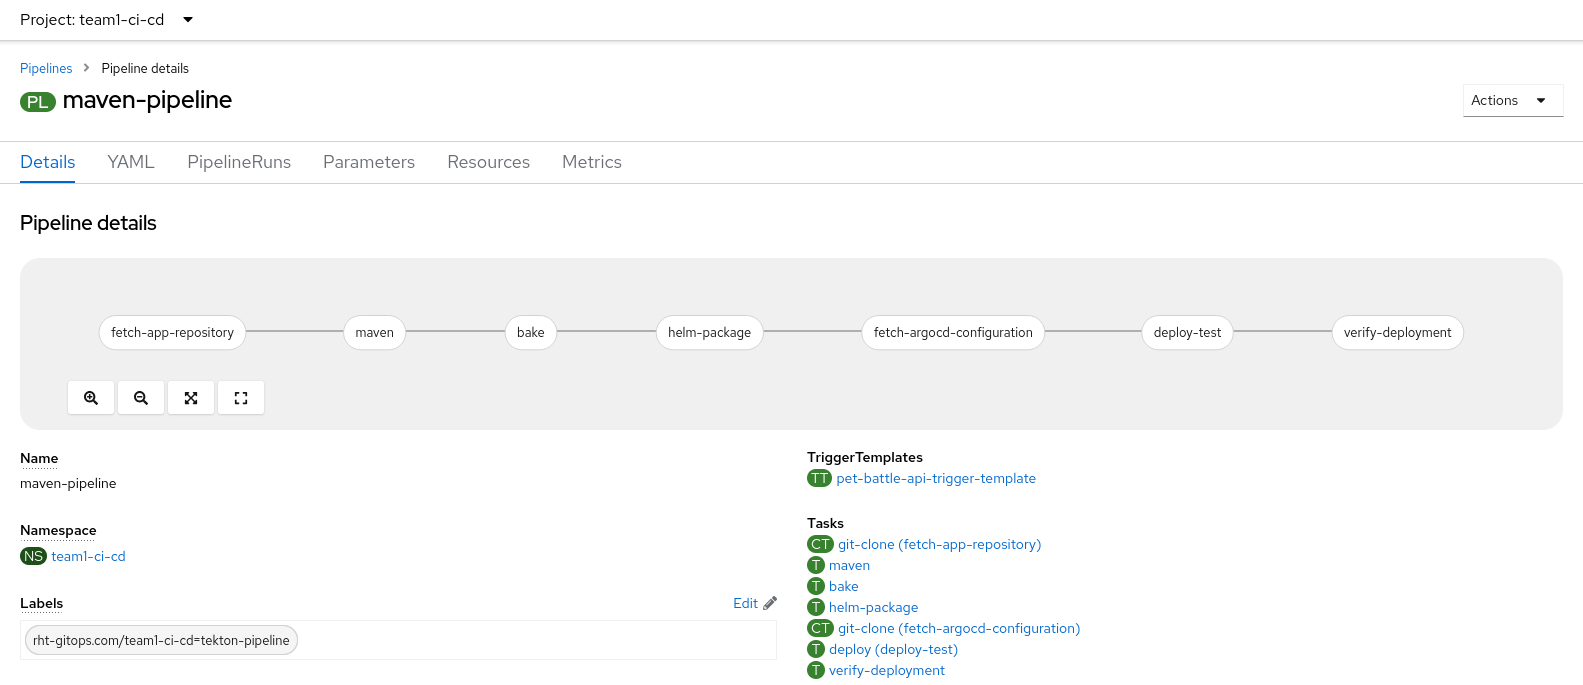 Project: team1-ci-cd
Pipelines Pipeline details
PL maven-pipeline
Actions
Details YAML PipelineRuns Parameters Resources Metrics
Pipeline details
fetch-app-repository maven bake helm-package fetch-argocd-configuration deploy-test verify-deployment
Name
maven-pipeline
Namespace
NS team1-ci-cd
Labels Edit
rht-gitops.com/team1-ci-cd=tekton-pipeline
TriggerTemplates
TT pet-battle-api-trigger-template
Tasks
CT git-clone (fetch-app-repository)
T maven
T bake
T helm-package
CT git-clone (fetch-argocd-configuration)
T deploy (deploy-test)
T verify-deployment